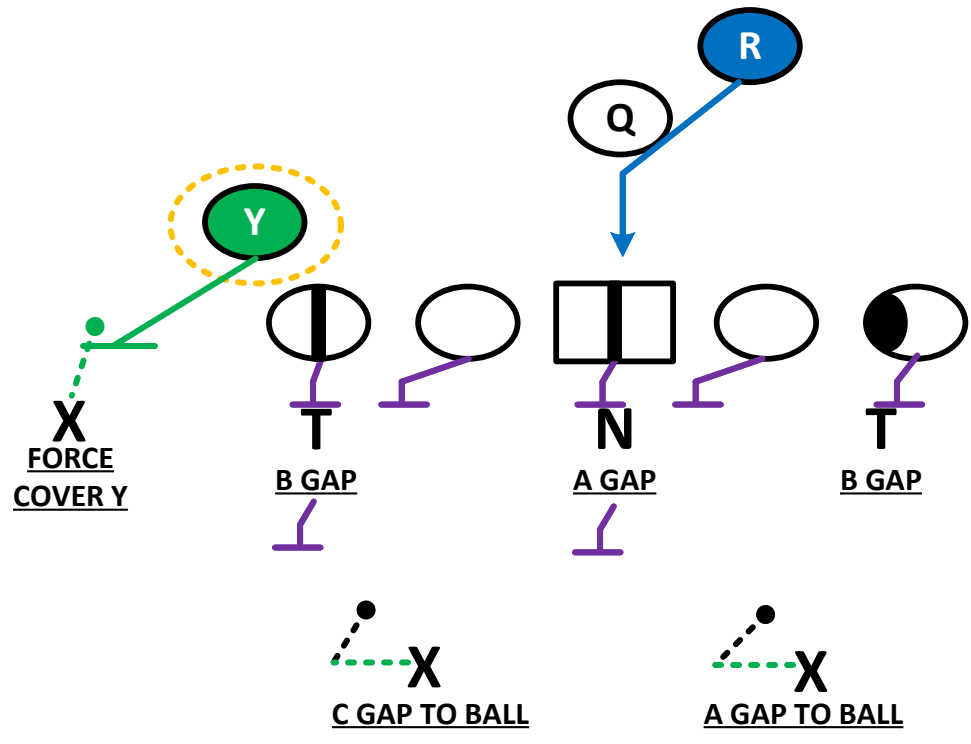 R
Q
Y
X
T
N
T
FORCE
COVER Y
B GAP
A GAP
B GAP
X
X
C GAP TO BALL
A GAP TO BALL